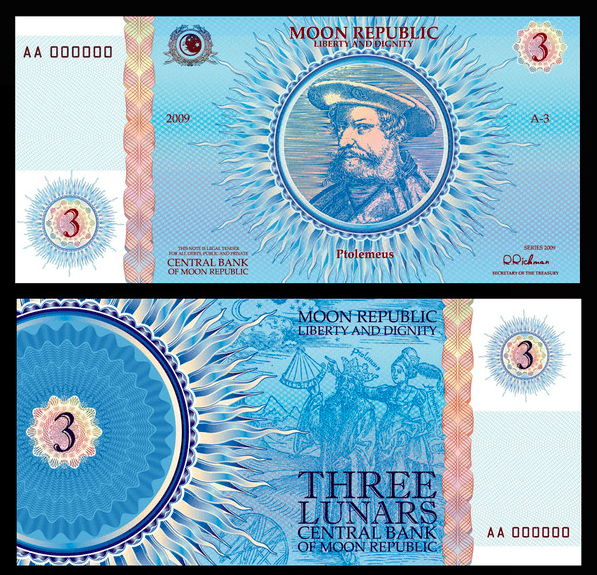 AA 000000
MOON REPUBLIC
LIBERTY AND DIGNITY
3
2009
A-3
3
THIS NOTE IS LEGAL TENDER
FOR ALL DEBTS, PUBLIC AND PRIVATE
CENTRAL BANK
OF MOON REPUBLIC
Ptolemeus
SERIES 2009
R.Richman
SECRETARY OF THE TREASURY
MOON REPUBLIC
LIBERTY AND DIGNITY
3
3
THREE
LUNARS
CENTRAL BANK
OF MOON REPUBLIC
AA 000000